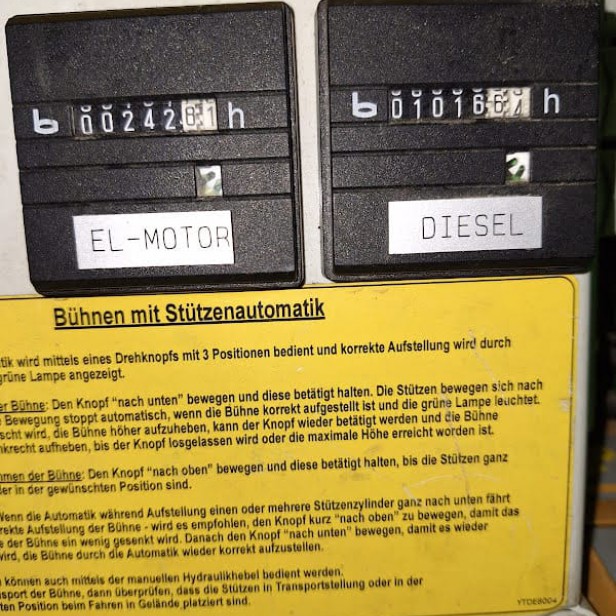 b 0024281 h
b 010166 h
EL-MOTOR
DIESEL
Bühnen mit Stützenautomatik
tik wird mittels eines Drehknopfs mit 3 Positionen bedient und korrekte Aufstellung wird durch
grüne Lampe angezeigt.
er Bühne: Den Knopf “nach unten” bewegen und diese betätigt halten. Die Stützen bewegen sich nach
Bewegung stoppt automatisch, wenn die Bühne korrekt aufgestellt ist und die grüne Lampe leuchtet.
scht wird, die Bühne höher aufzuheben, kann der Knopf wieder betätigt werden und die Bühne
nkrecht aufheben, bis der Knopf losgelassen wird oder die maximale Höhe erreicht worden ist.
hmen der Bühne: Den Knopf “nach oben” bewegen und diese betätigt halten, bis die Stützen ganz
der in der gewünschten Position sind.
Wenn die Automatik während Aufstellung einen oder mehrere Stützenzylinder ganz nach unten fährt
rekte Aufstellung der Bühne - wird es empfohlen, den Knopf kurz “nach oben” zu bewegen, damit das
e der Bühne ein wenig gesenkt wird. Danach den Knopf “nach unten” bewegen, damit es wieder
wird, die Bühne durch die Automatik wieder korrekt aufzustellen.
können auch mittels der manuellen Hydraulikhebel bedient werden.
nsport der Bühne, dann überprüfen, dass die Stützen in Transportstellung oder in der
ten Position beim Fahren in Gelände platziert sind.
YTDE8004